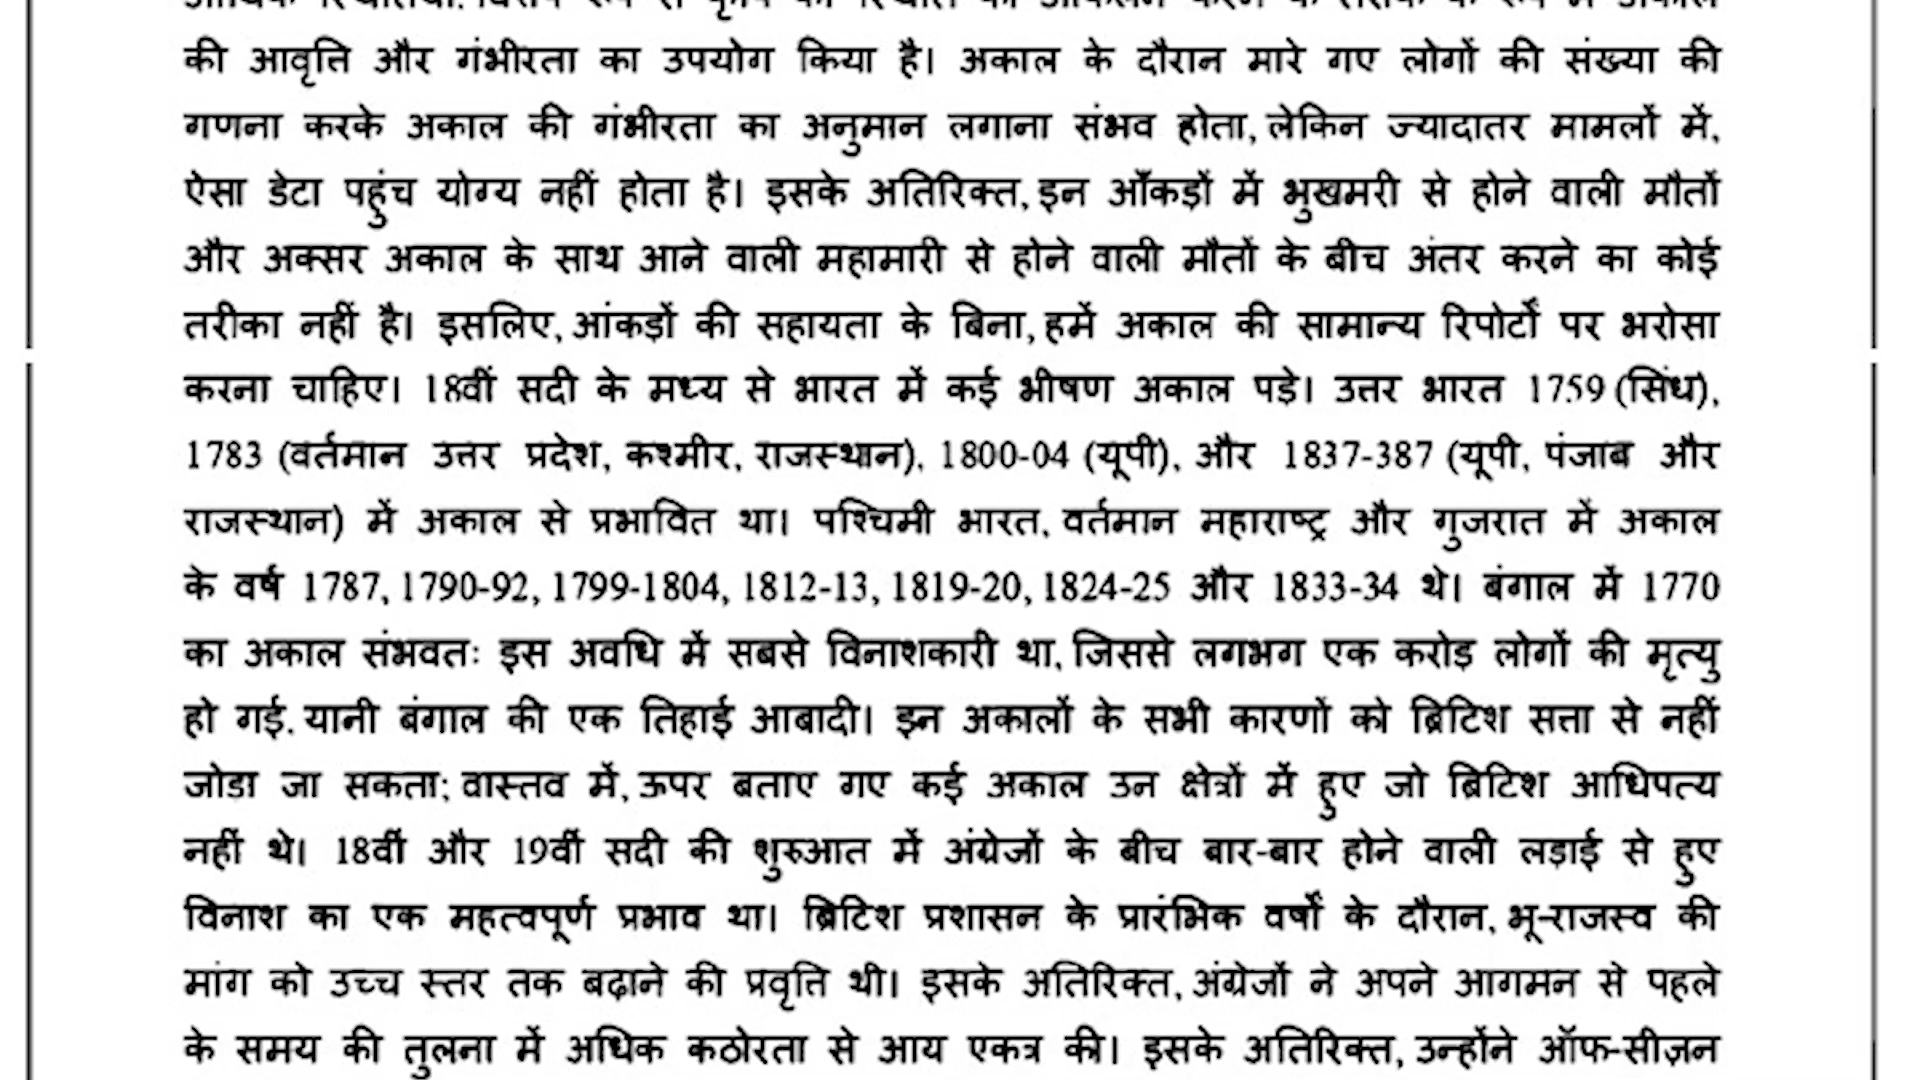 की आवृत्ति और गंभीरता का उपयोग किया है। अकाल के दौरान मारे गए लोगों की संख्या की
गणना करके अकाल की गंभीरता का अनुमान लगाना संभव होता, लेकिन ज्यादातर मामलों में,
ऐसा डेटा पहुंच योग्य नहीं होता है। इसके अतिरिक्त, इन आँकड़ों में भुखमरी से होने वाली मौतों
और अक्सर अकाल के साथ आने वाली महामारी से होने वाली मौतों के बीच अंतर करने का कोई
तरीका नहीं है। इसलिए, आंकड़ों की सहायता के बिना, हमें अकाल की सामान्य रिपोर्टों पर भरोसा
करना चाहिए। 18वीं सदी के मध्य से भारत में कई भीषण अकाल पड़े। उत्तर भारत 1759 (सिंध),
1783 (वर्तमान उत्तर प्रदेश, कश्मीर, राजस्थान), 1800-04 (यूपी), और 1837-387 (यूपी, पंजाब और
राजस्थान) में अकाल से प्रभावित था। पश्चिमी भारत, वर्तमान महाराष्ट्र और गुजरात में अकाल
के वर्ष 1787, 1790-92, 1799-1804, 1812-13, 1819-20, 1824-25 और 1833-34 थे। बंगाल में 1770
का अकाल संभवतः इस अवधि में सबसे विनाशकारी था, जिससे लगभग एक करोड़ लोगों की मृत्यु
हो गई, यानी बंगाल की एक तिहाई आबादी। इन अकालों के सभी कारणों को ब्रिटिश सत्ता से नहीं
जोडा जा सकता; वास्तव में, ऊपर बताए गए कई अकाल उन क्षेत्रों में हुए जो ब्रिटिश आधिपत्य
नहीं थे। 18वीं और 19वीं सदी की शुरुआत में अंग्रेजों के बीच बार-बार होने वाली लड़ाई से हुए
विनाश का एक महत्वपूर्ण प्रभाव था। ब्रिटिश प्रशासन के प्रारंभिक वर्षों के दौरान, भू-राजस्व की
मांग को उच्च स्तर तक बढ़ाने की प्रवृत्ति थी। इसके अतिरिक्त, अंग्रेजों ने अपने आगमन से पहले
के समय की तुलना में अधिक कठोरता से आय एकत्र की। इसके अतिरिक्त, उन्होंने ऑफ-सीज़न